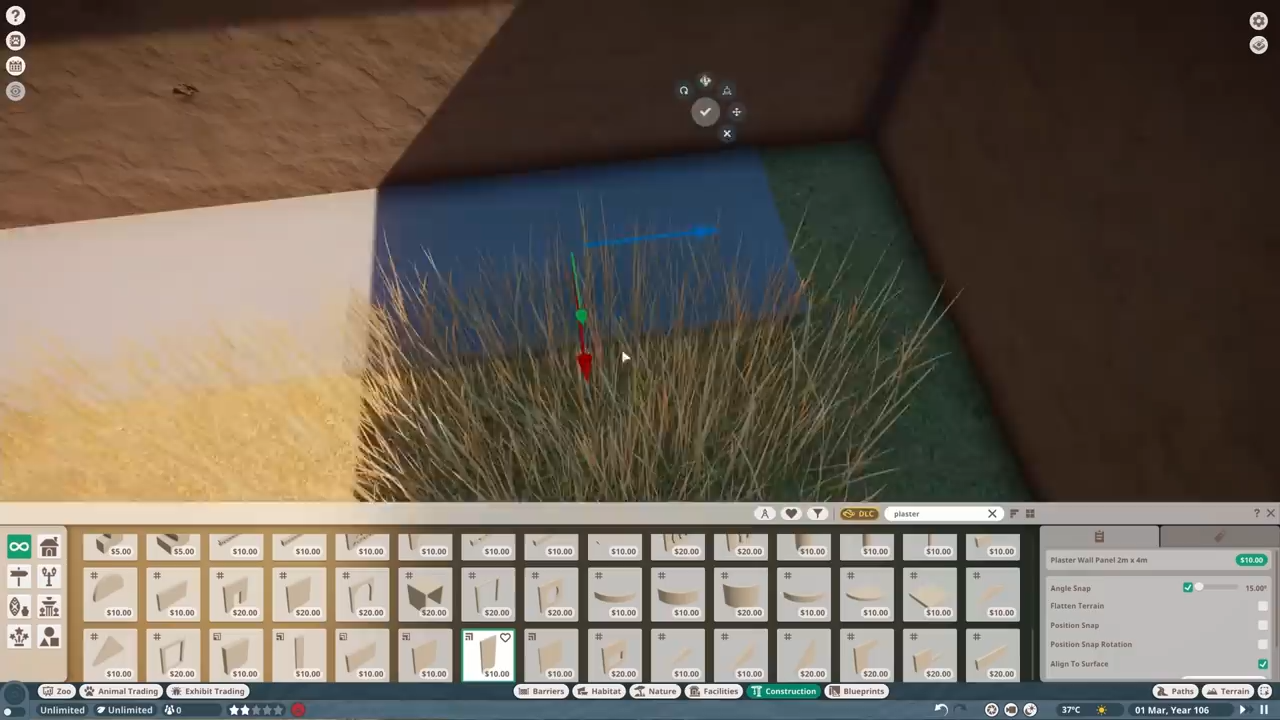 DLC
plaster
?
$5.00 $5.00 $10.00 $10.00 $10.00 $10.00 $10.00 $10.00 $10.00 $20.00 $20.00 $10.00 $10.00 $10.00 $10.00
Plaster Wall Panel 2m x 4m $10.00
$10.00 $10.00 $20.00 $10.00 $20.00 $20.00 $20.00 $20.00 $10.00 $10.00 $20.00 $10.00 $10.00 $10.00 $10.00
Angle Snap 15.00°
Flatten Terrain
Position Snap
Position Snap Rotation
Align To Surface
$10.00 $20.00 $10.00 $10.00 $10.00 $10.00 $10.00 $20.00 $20.00 $10.00 $10.00 $10.00 $20.00 $20.00 $20.00
Zoo Animal Trading Exhibit Trading Barriers Habitat Nature Facilities Construction Blueprints Paths Terrain
Unlimited Unlimited 0 37°C 01 Mar, Year 106